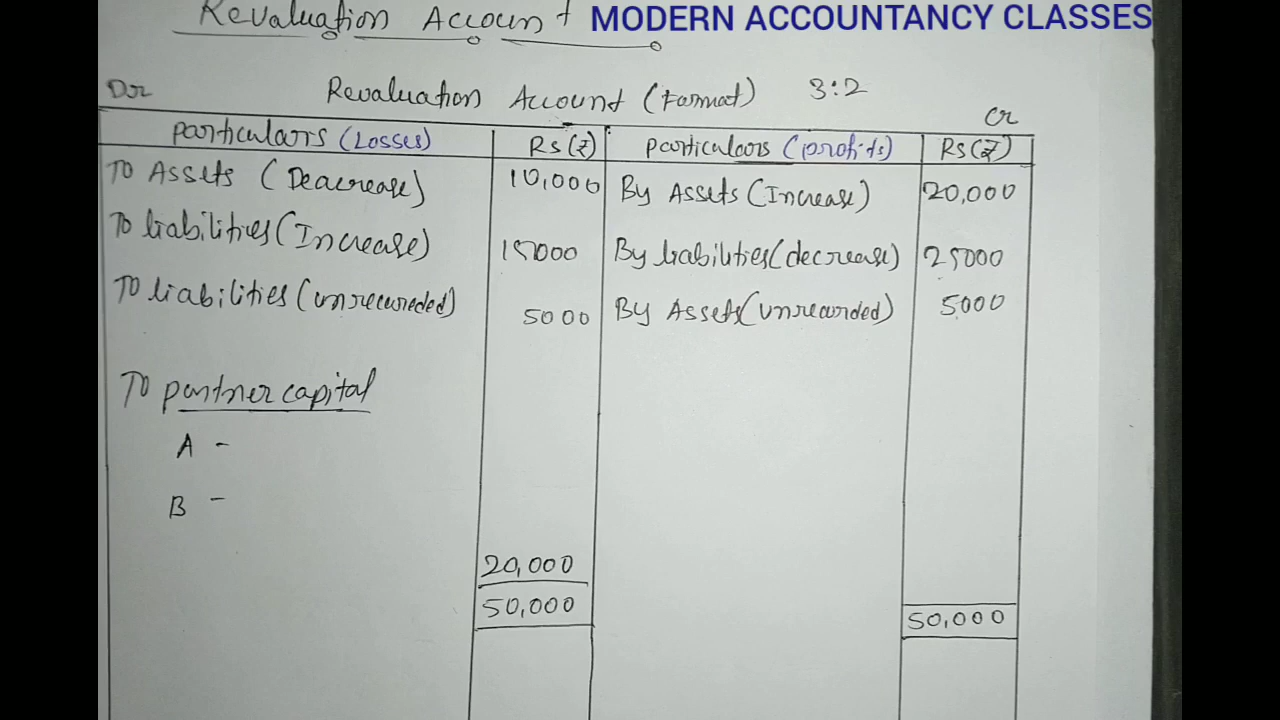 Revaluation Account MODERN ACCOUNTANCY CLASSES
Dr Revaluation Account (Format) 3:2 Cr
Particulars (Losses) Rs(₹) Particulars (profits) Rs(₹)
To Assets (Deacrease) 10,000 By Assets (Increase) 20,000
To liabilities (Increase) 15000 By liabilities (decrease) 25000
To liabilities (unrecorded) 5000 By Assets (unrecorded) 5000
To partner capital
A -
B -
20,000
50,000 50,000